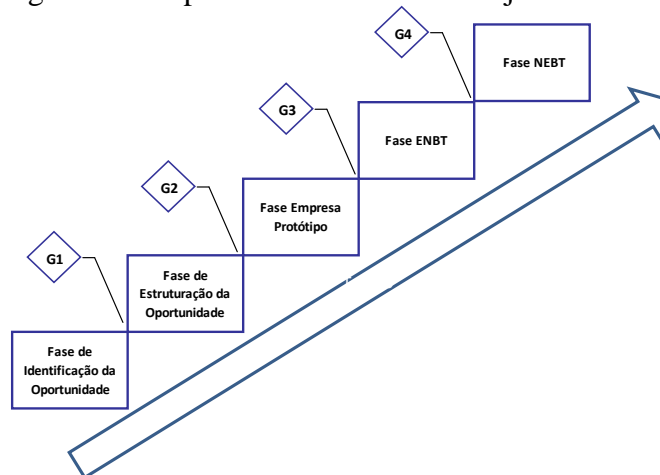 G4
Fase NEBT
G3
Fase ENBT
G2
Fase Empresa
Protótipo
G1
Fase de
Estruturação da
Oportunidade
Fase de
Identificação da
Oportunidade